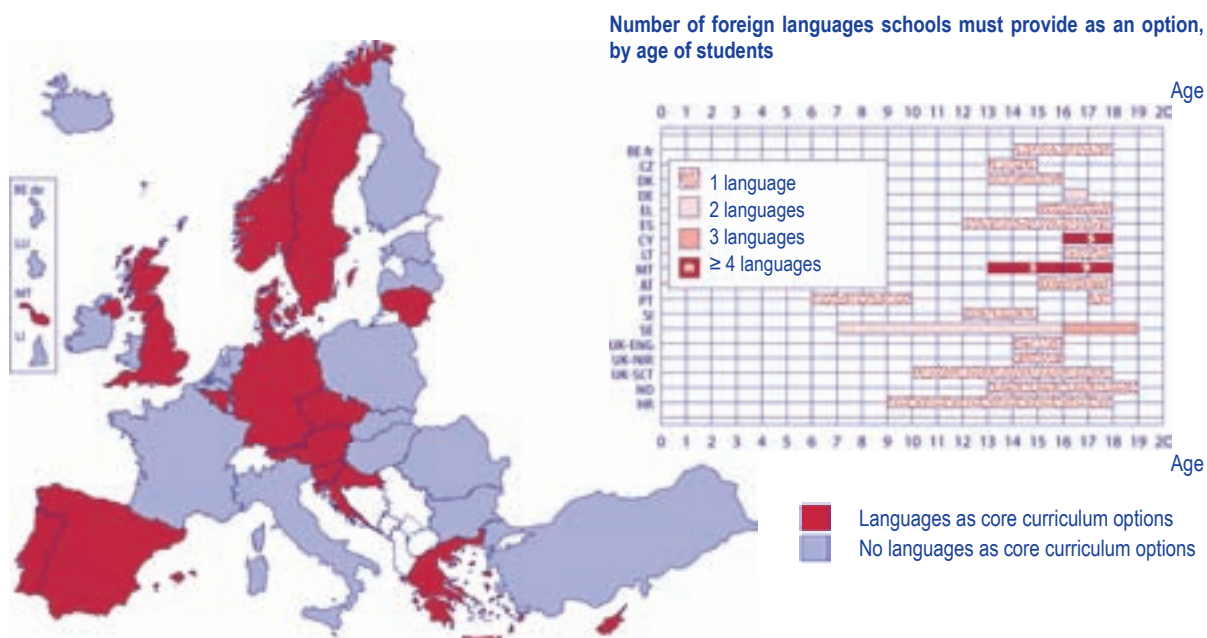 Number of foreign languages schools must provide as an option,
by age of students
Age
0 1 2 3 4 5 6 7 8 9 10 11 12 13 14 15 16 17 18 19 20
BE fr
CZ
DK
DE
EL
ES
CY
LT
MT
AT
PT
SI
SE
UK-ENG
UK-NIR
UK-SCT
NO
HR
1 language
2 languages
3 languages
≥ 4 languages
5
0 1 2 3 4 5 6 7 8 9 10 11 12 13 14 15 16 17 18 19 20
Age
BE de
LU
MT
LI
Languages as core curriculum options
No languages as core curriculum options